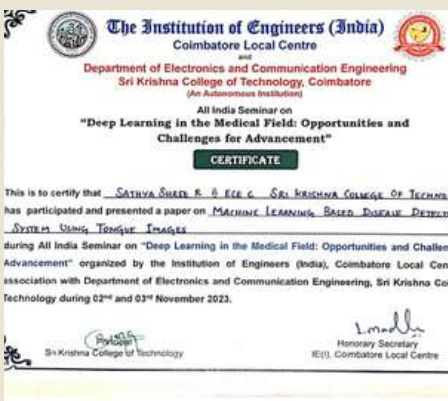 The Institution of Engineers (India)
Coimbatore Local Centre
and
Department of Electronics and Communication Engineering
Sri Krishna College of Technology, Coimbatore
(An Autonomous Institution)
All India Seminar on
"Deep Learning in the Medical Field: Opportunities and
Challenges for Advancement"
CERTIFICATE
This is to certify that SATHYA SHREE R ECE C SRI KRISHNA COLLEGE OF TECHNO
has participated and presented a paper on MACHINE LEARNING BASED DISEASE DETECT
SYSTEM USING TONGUE IMAGES
during All India Seminar on "Deep Learning in the Medical Field: Opportunities and Challen
Advancement" organized by the Institution of Engineers (India), Coimbatore Local Cen
association with Department of Electronics and Communication Engineering, Sri Krishna Co
Technology during 02nd and 03rd November 2023.
Principal
Sri Krishna College of Technology
Honorary Secretary
IE(I), Coimbatore Local Centre